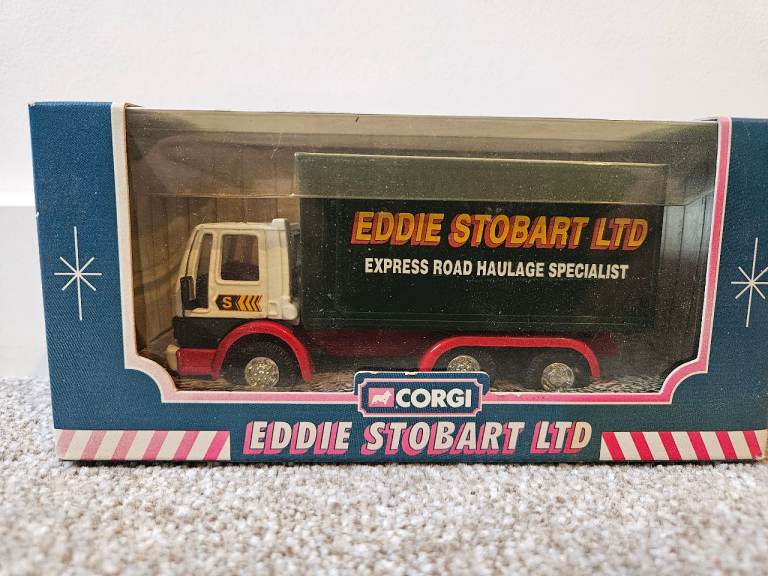 EDDIE STOBART LTD
EXPRESS ROAD HAULAGE SPECIALIST
S
CORGI
EDDIE STOBART LTD